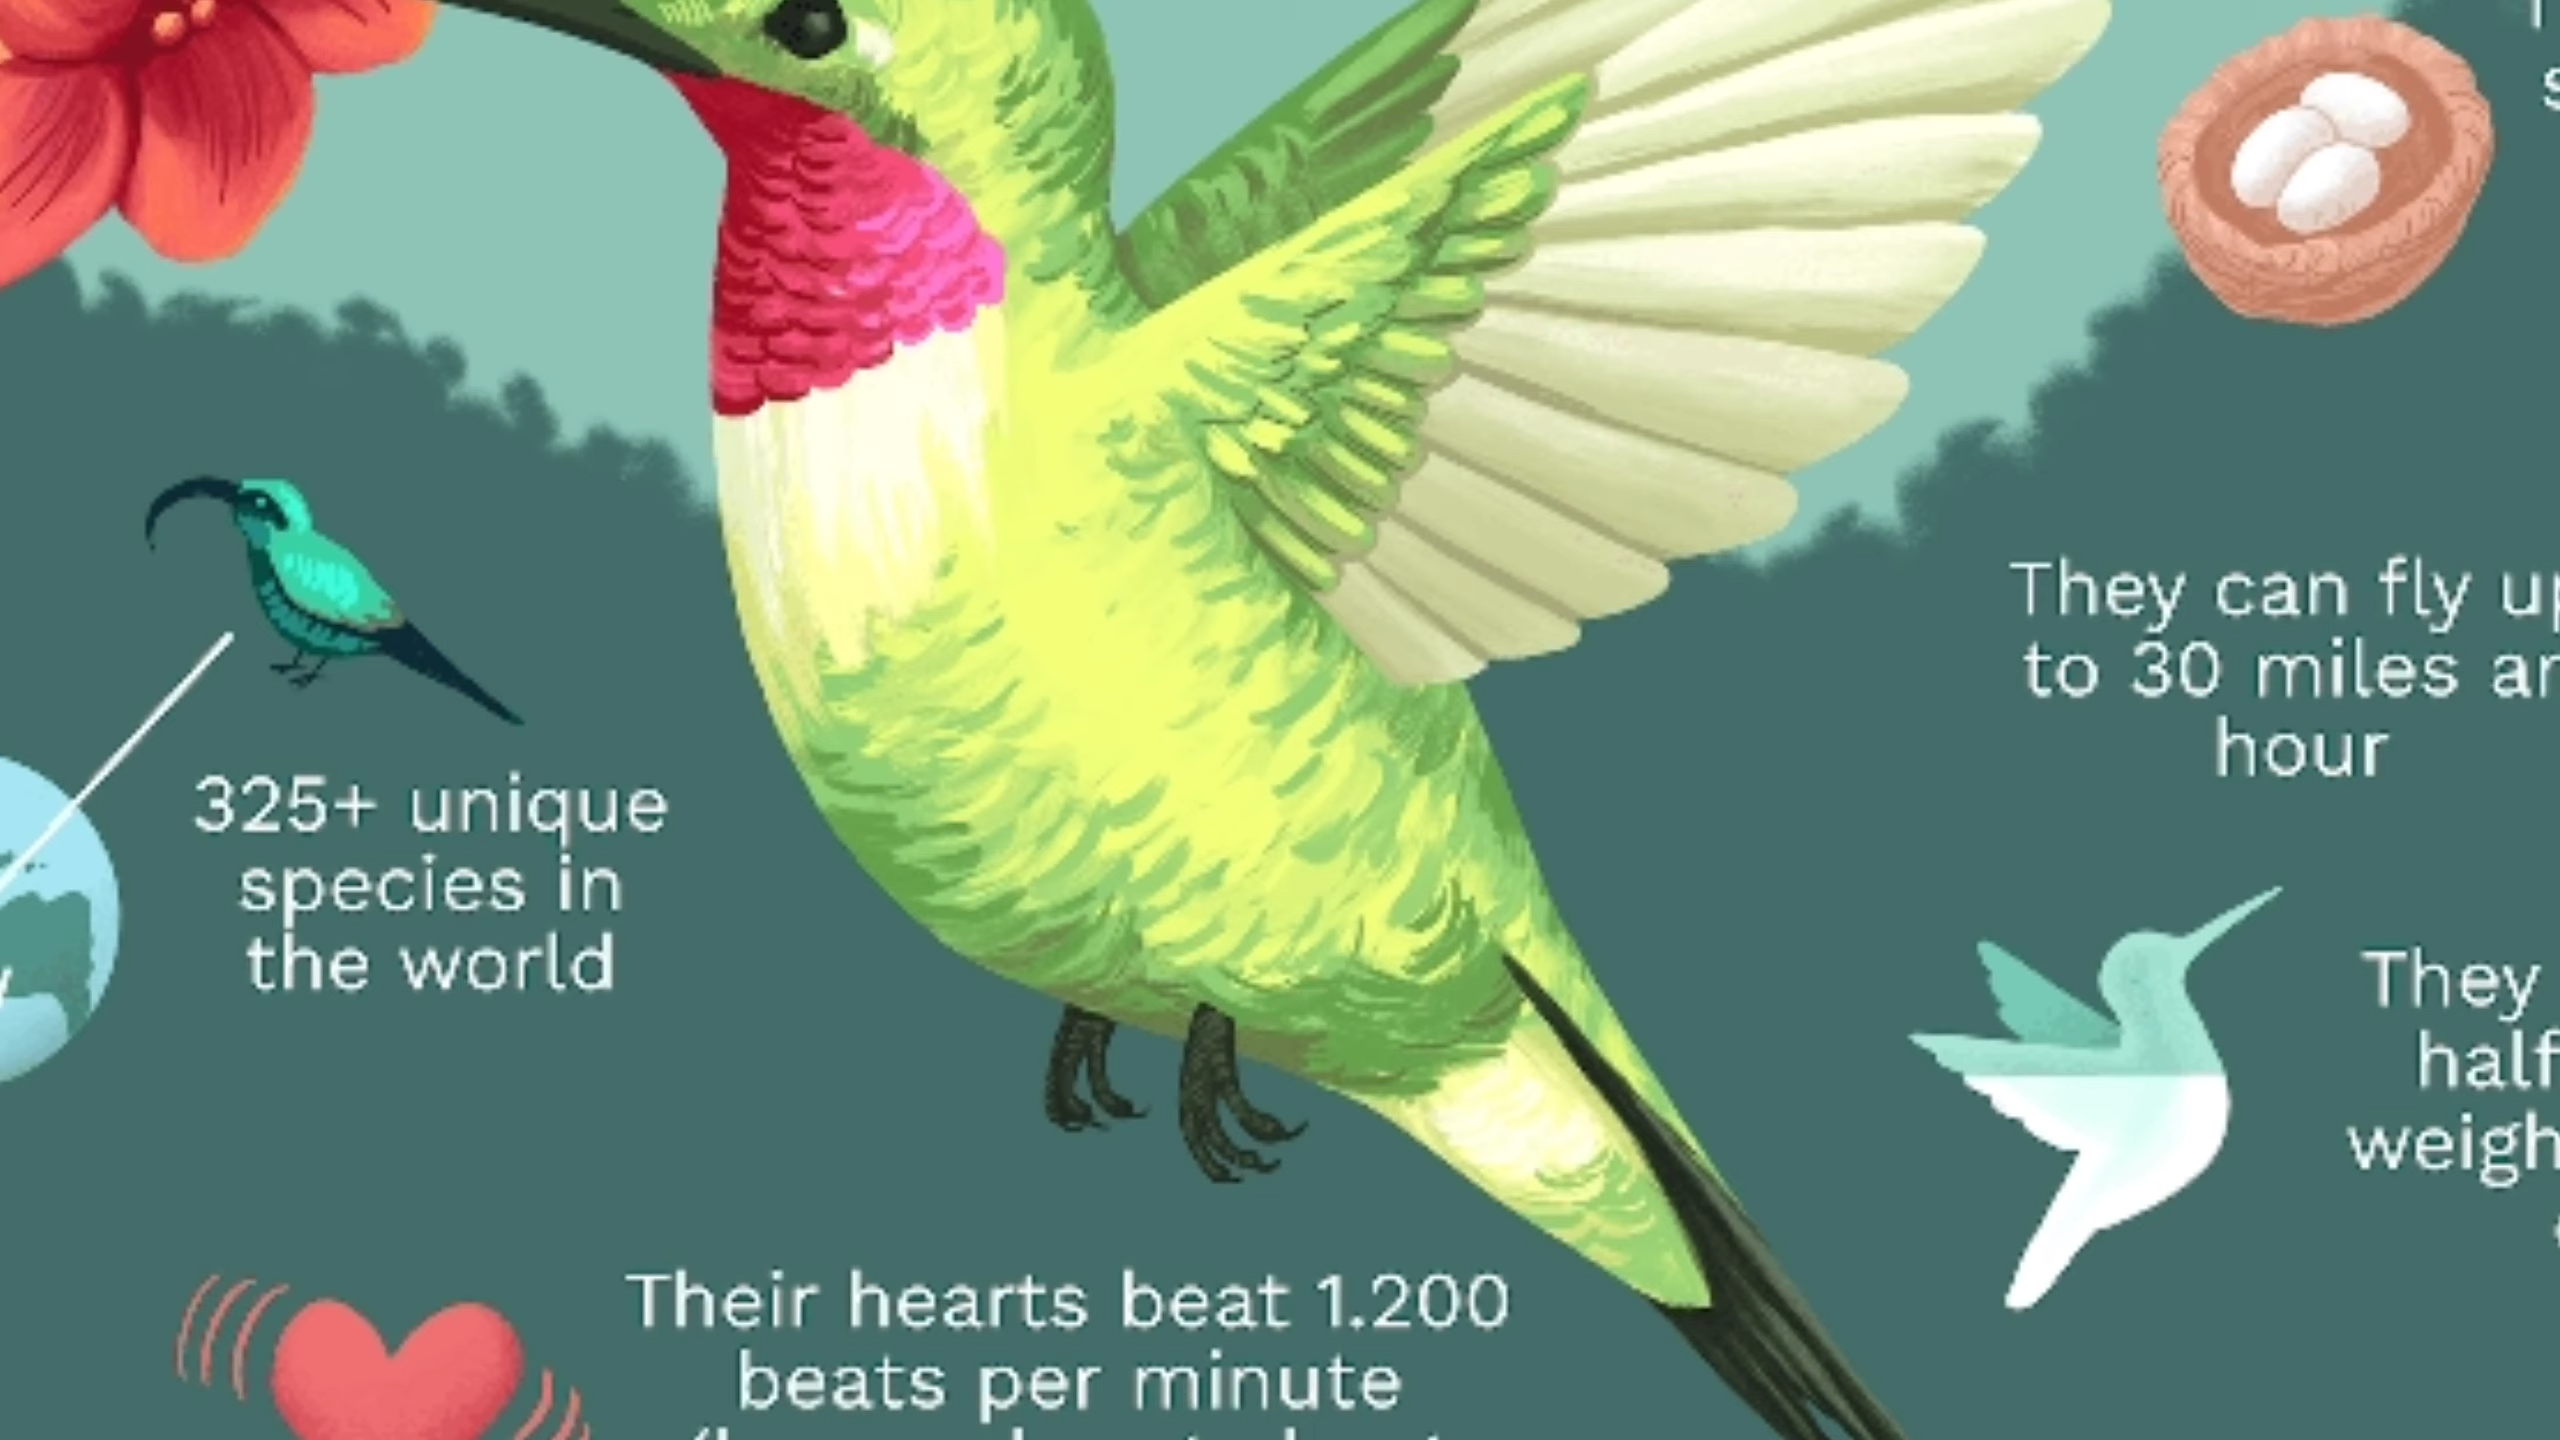 They can fly up
to 30 miles an
hour
325+ unique
species in
the world
They
half
weigh
Their hearts beat 1.200
beats per minute